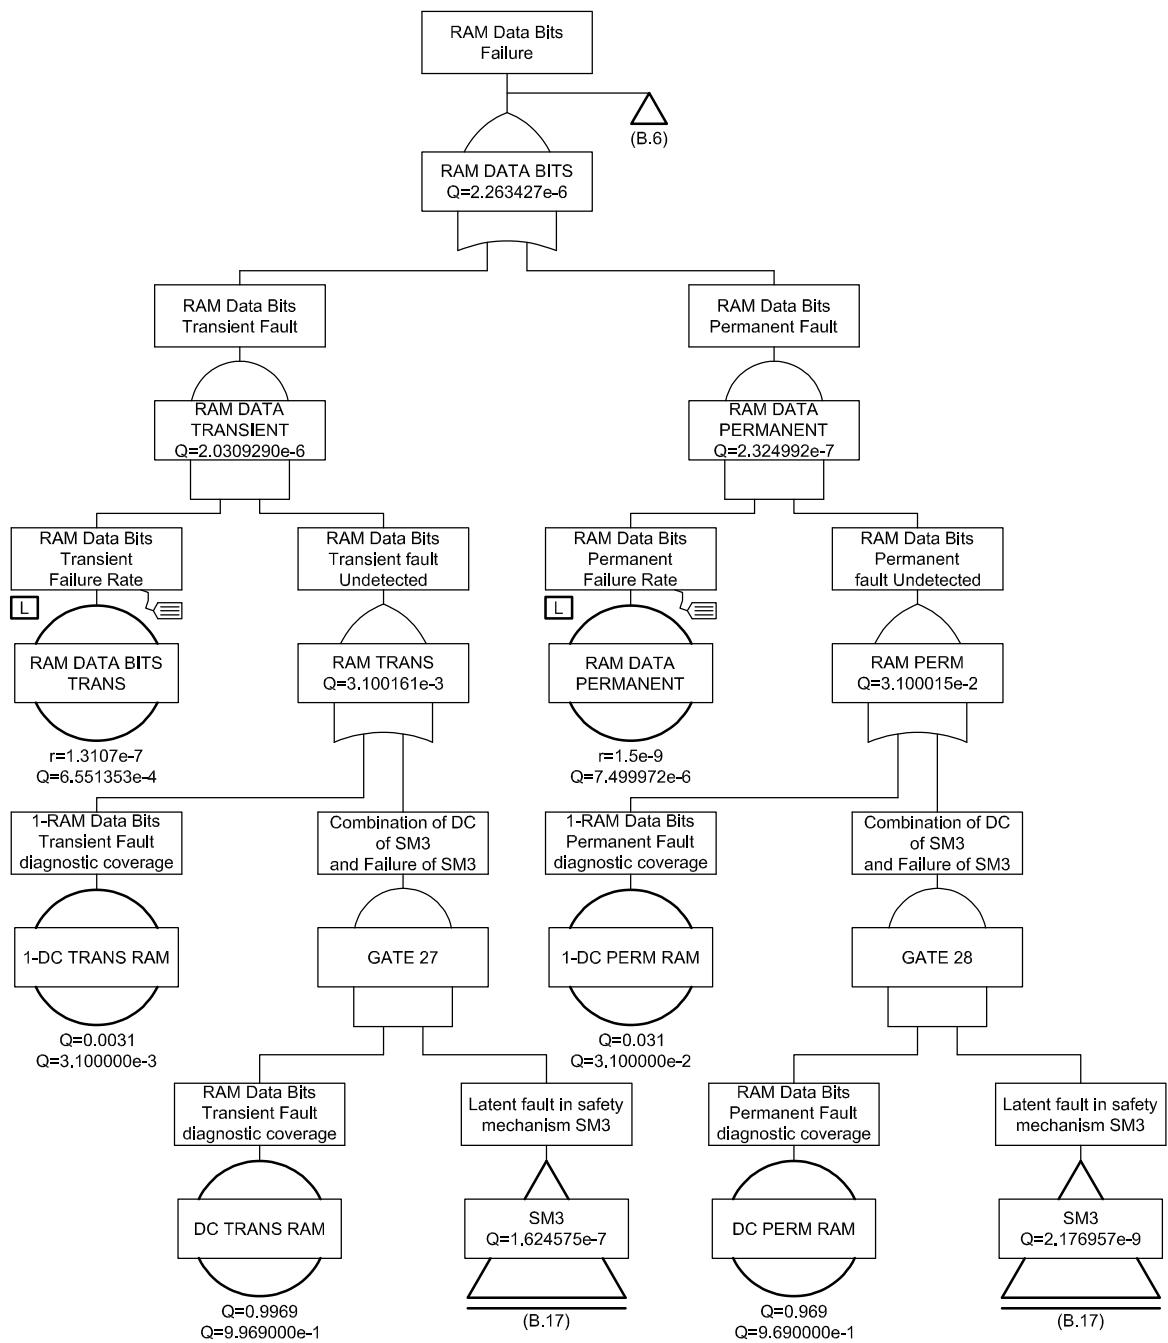 RAM Data Bits
Failure
(B.6)
RAM DATA BITS
Q=2.263427e-6
RAM Data Bits
Transient Fault
RAM Data Bits
Permanent Fault
RAM DATA
TRANSIENT
Q=2.0309290e-6
RAM DATA
PERMANENT
Q=2.324992e-7
RAM Data Bits
Transient
Failure Rate
RAM Data Bits
Transient fault
Undetected
RAM Data Bits
Permanent
Failure Rate
RAM Data Bits
Permanent
fault Undetected
L
L
RAM DATA BITS
TRANS
RAM TRANS
Q=3.100161e-3
RAM DATA
PERMANENT
RAM PERM
Q=3.100015e-2
r=1.3107e-7
Q=6.551353e-4
r=1.5e-9
Q=7.499972e-6
1-RAM Data Bits
Transient Fault
diagnostic coverage
Combination of DC
of SM3
and Failure of SM3
1-RAM Data Bits
Permanent Fault
diagnostic coverage
Combination of DC
of SM3
and Failure of SM3
1-DC TRANS RAM
GATE 27
1-DC PERM RAM
GATE 28
Q=0.0031
Q=3.100000e-3
Q=0.031
Q=3.100000e-2
RAM Data Bits
Transient Fault
diagnostic coverage
Latent fault in safety
mechanism SM3
RAM Data Bits
Permanent Fault
diagnostic coverage
Latent fault in safety
mechanism SM3
DC TRANS RAM
SM3
Q=1.624575e-7
DC PERM RAM
SM3
Q=2.176957e-9
Q=0.9969
Q=9.969000e-1
(B.17)
Q=0.969
Q=9.690000e-1
(B.17)